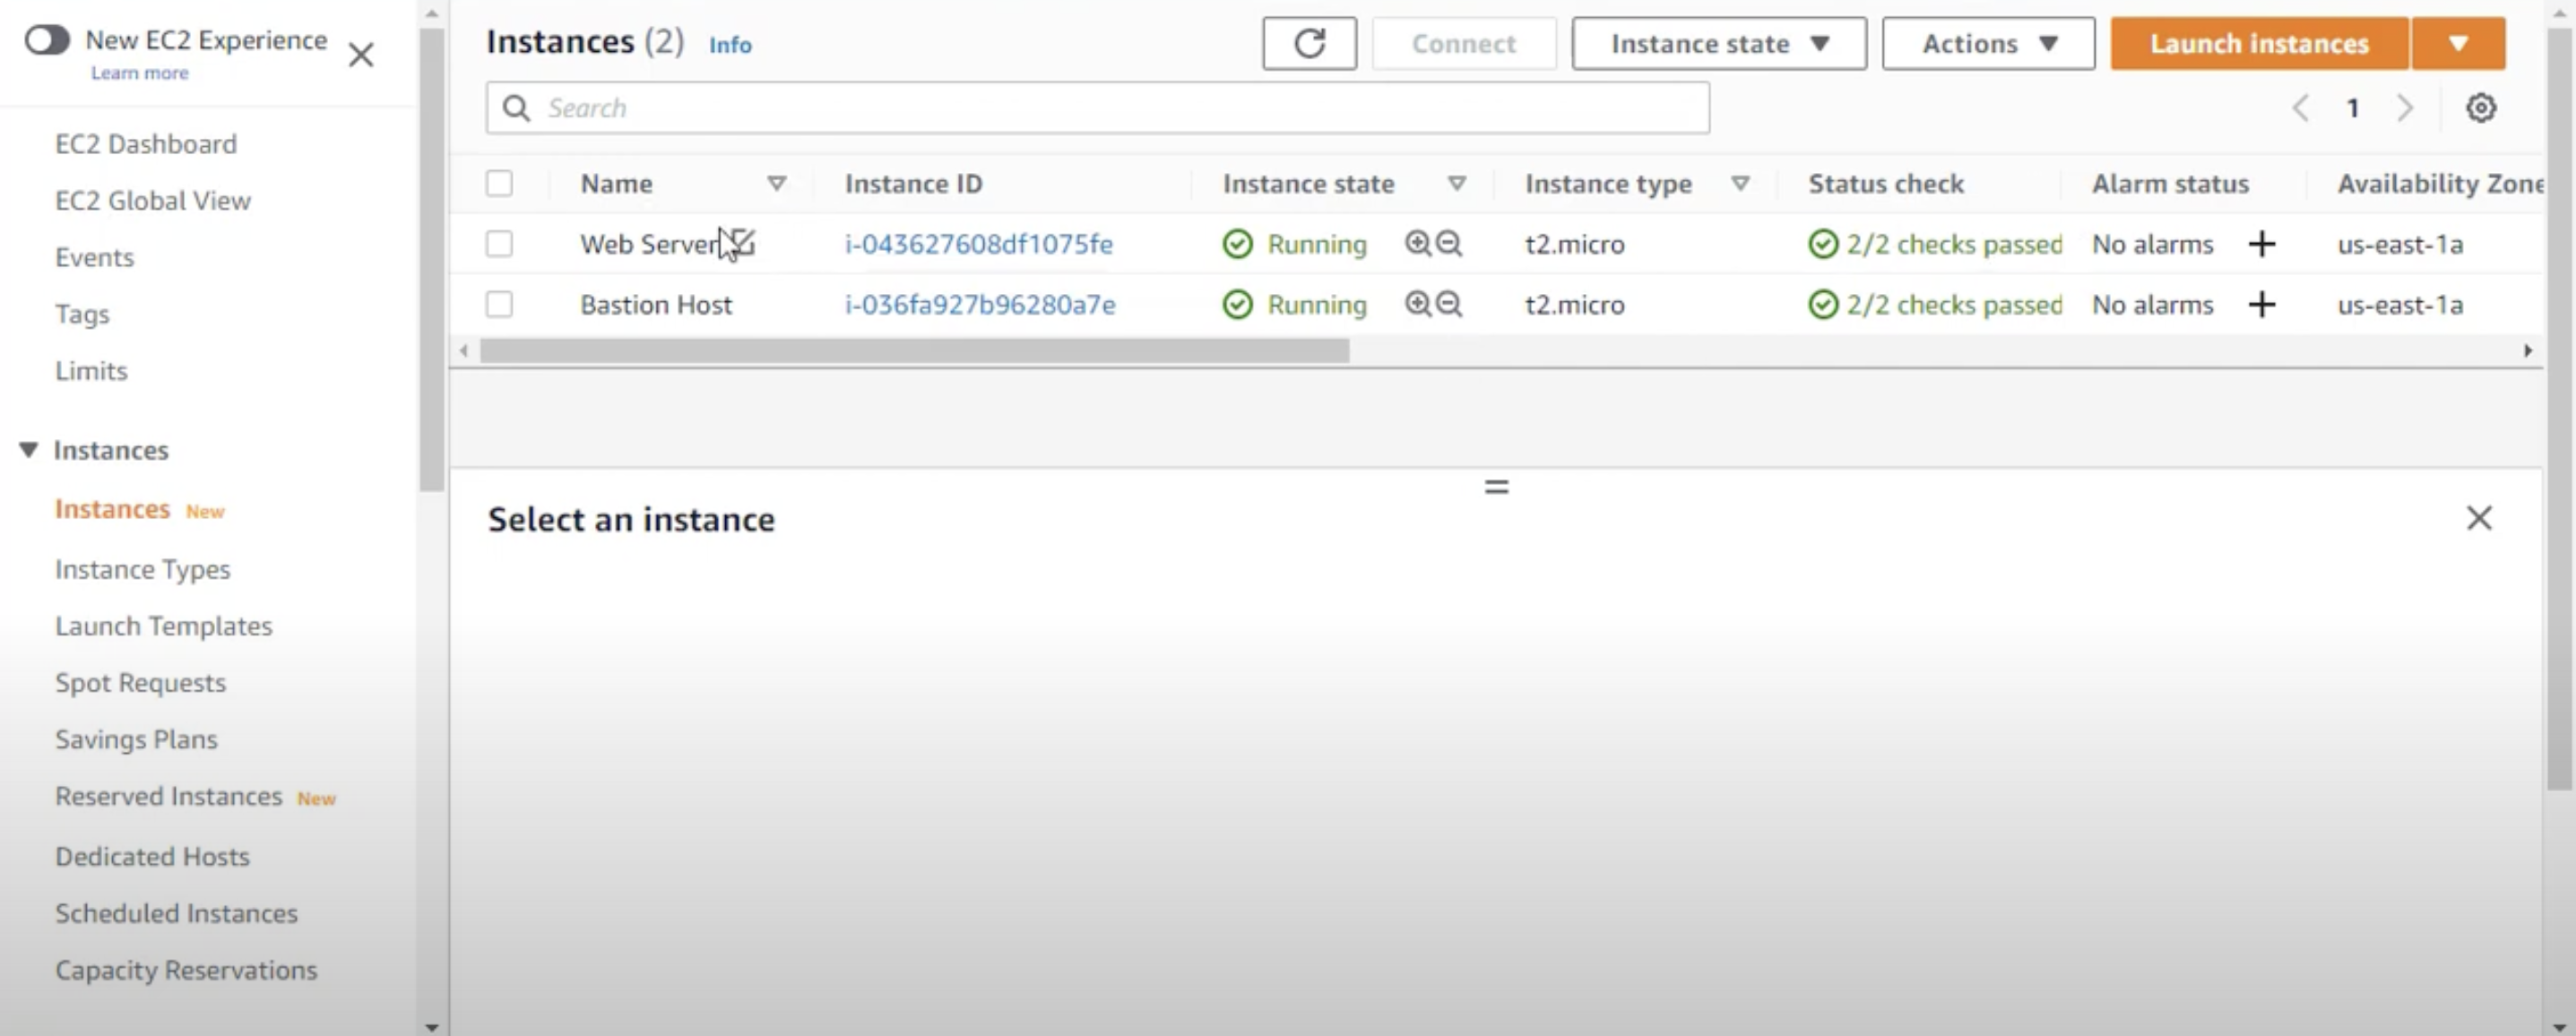 New EC2 Experience
Learn more
EC2 Dashboard
EC2 Global View
Events
Tags
Limits
Instances
Instances New
Instance Types
Launch Templates
Spot Requests
Savings Plans
Reserved Instances New
Dedicated Hosts
Scheduled Instances
Capacity Reservations
Instances (2) Info
Connect
Instance state
Actions
Launch instances
Search
1
Name Instance ID Instance state Instance type Status check Alarm status Availability Zone
Web Server i-043627608df1075fe Running t2.micro 2/2 checks passed No alarms + us-east-1a
Bastion Host i-036fa927b96280a7e Running t2.micro 2/2 checks passed No alarms + us-east-1a
Select an instance